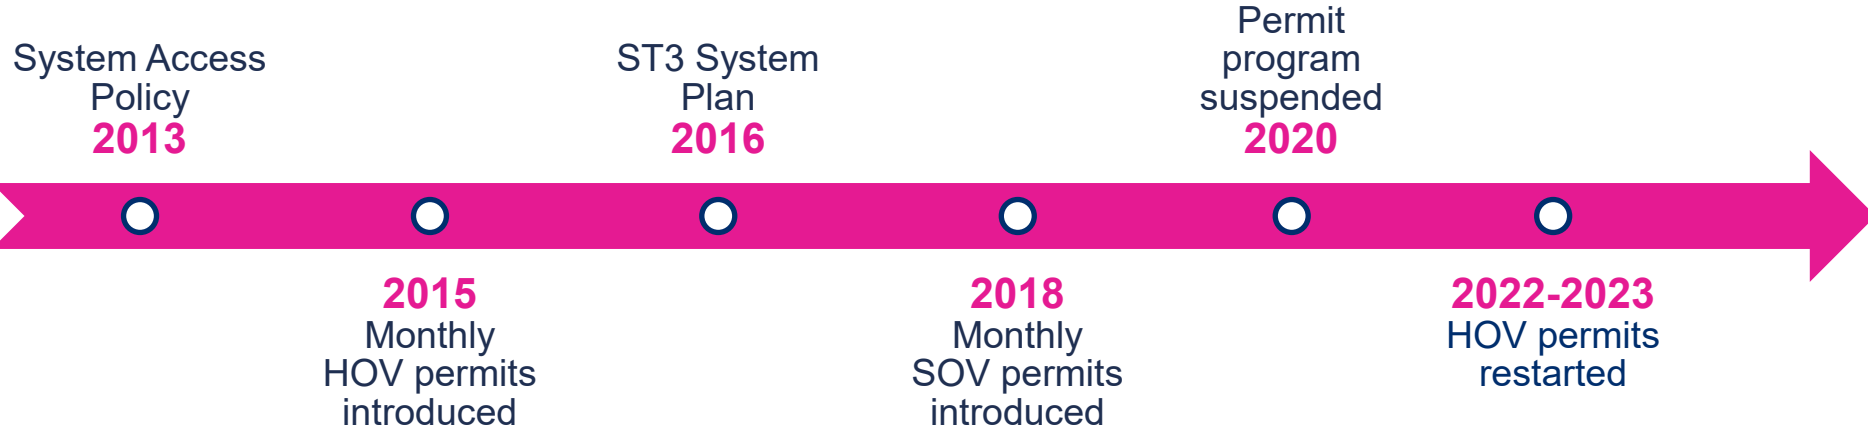 System Access
Policy
2013
2015
Monthly
HOV permits
introduced
ST3 System
Plan
2016
2018
Monthly
SOV permits
introduced
Permit
program
suspended
2020
2022-2023
HOV permits
restarted